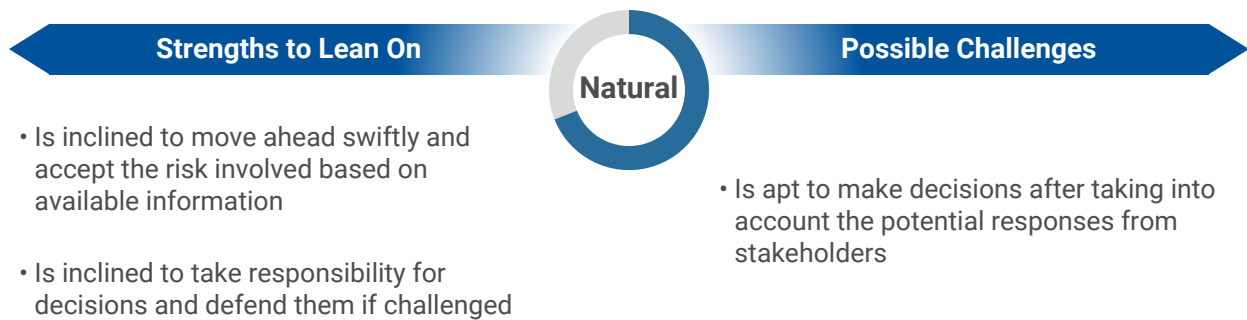 Strengths to Lean On
Natural
Possible Challenges
• Is inclined to move ahead swiftly and
accept the risk involved based on
available information
• Is inclined to take responsibility for
decisions and defend them if challenged
• Is apt to make decisions after taking into
account the potential responses from
stakeholders